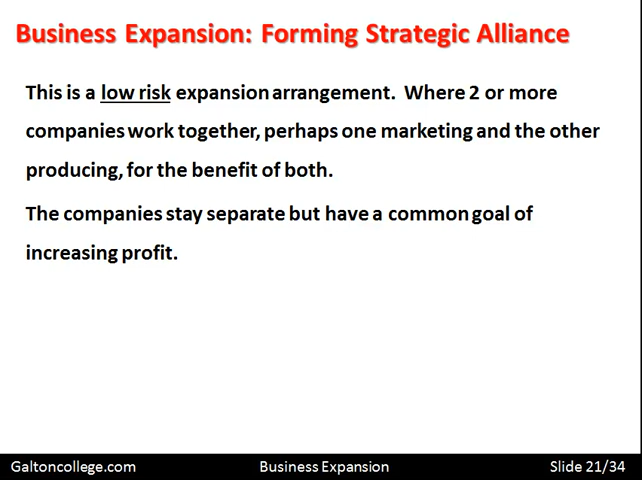 Business Expansion: Forming Strategic Alliance
This is a low risk expansion arrangement. Where 2 or more
companies work together, perhaps one marketing and the other
producing, for the benefit of both.
The companies stay separate but have a common goal of
increasing profit.
Galtoncollege.com Business Expansion Slide 21/34